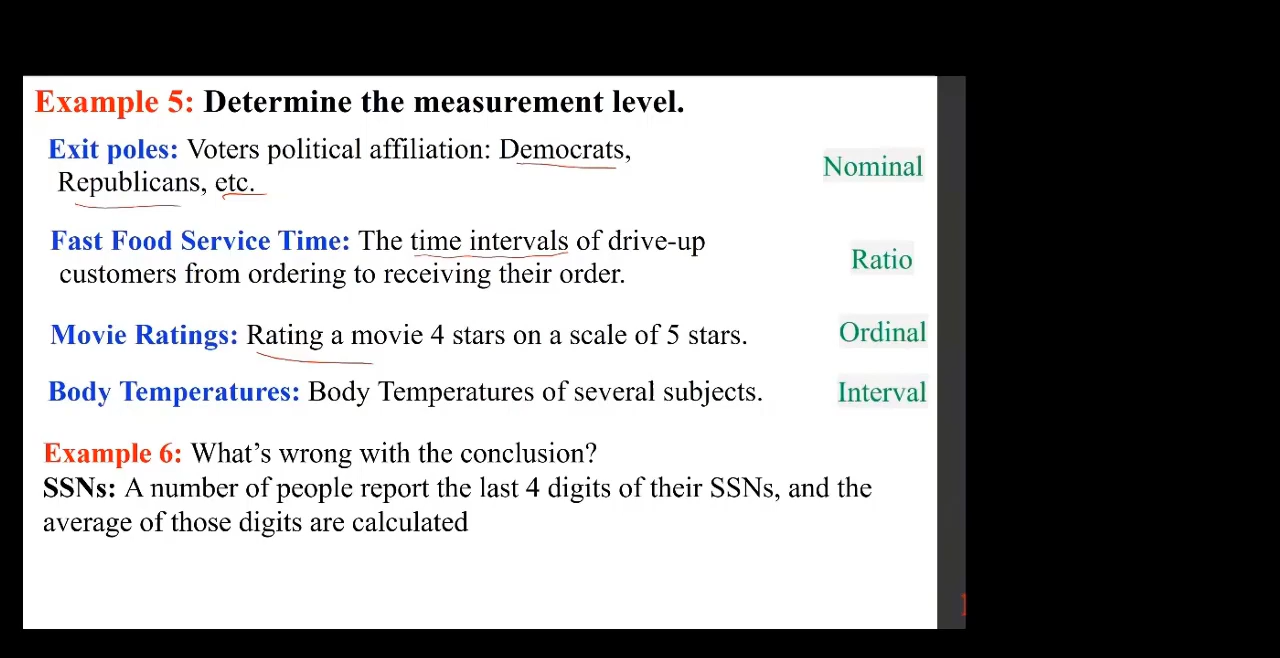 Example 5: Determine the measurement level.
Exit poles: Voters political affiliation: Democrats,
Republicans, etc.
Nominal
Fast Food Service Time: The time intervals of drive-up
customers from ordering to receiving their order.
Ratio
Movie Ratings: Rating a movie 4 stars on a scale of 5 stars.
Ordinal
Body Temperatures: Body Temperatures of several subjects.
Interval
Example 6: What’s wrong with the conclusion?
SSNs: A number of people report the last 4 digits of their SSNs, and the
average of those digits are calculated